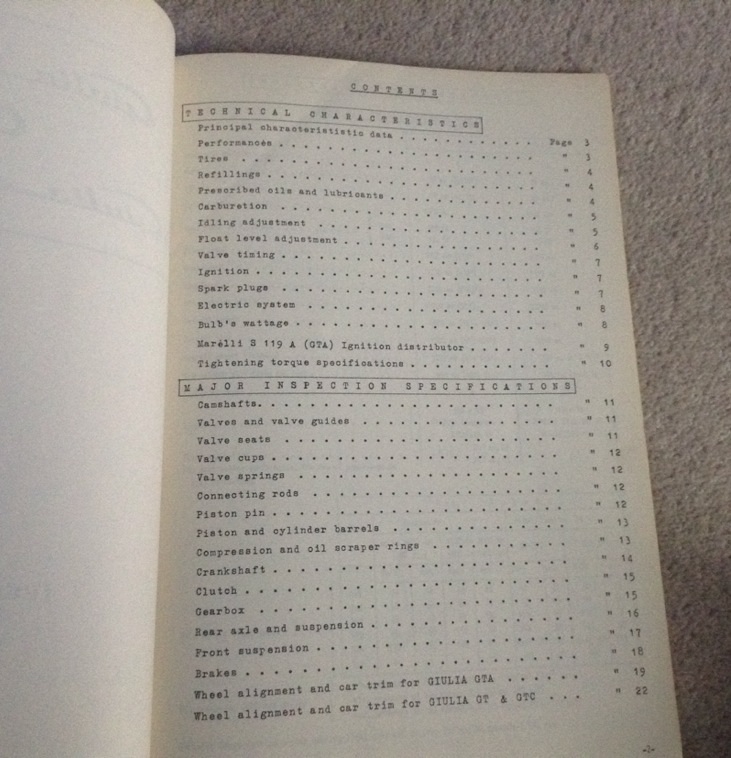 CONTENTS
TECHNICAL CHARACTERISTICS
Principal characterististic data . . . . . . . . . . . . Page 3
Performances . . . . . . . . . . . . . . . . . . " 3
Tires . . . . . . . . . . . . . . . . . . . . " 4
Refillings . . . . . . . . . . . . . . . . . . . " 4
Prescribed oils and lubricants . . . . . . . . . . . . " 4
Carburetion . . . . . . . . . . . . . . . . . . " 5
Idling adjustment . . . . . . . . . . . . . . . . " 5
Float level adjustment . . . . . . . . . . . . . . . " 6
Valve timing . . . . . . . . . . . . . . . . . . " 7
Ignition . . . . . . . . . . . . . . . . . . . . " 7
Spark plugs . . . . . . . . . . . . . . . . . . " 7
Electric system . . . . . . . . . . . . . . . . . " 8
Bulb's wattage . . . . . . . . . . . . . . . . . . " 8
Marelli S 119 A (GTA) Ignition distributor . . . . . . . " 9
Tightening torque specifications . . . . . . . . . . . . " 10
MAJOR INSPECTION SPECIFICATIONS
Camshafts. . . . . . . . . . . . . . . . . . . . " 11
Valves and valve guides . . . . . . . . . . . . . . " 11
Valve seats . . . . . . . . . . . . . . . . . . " 11
Valve cups . . . . . . . . . . . . . . . . . . . " 12
Valve springs . . . . . . . . . . . . . . . . . . " 12
Connecting rods . . . . . . . . . . . . . . . . . " 12
Piston pin . . . . . . . . . . . . . . . . . . . " 12
Piston and cylinder barrels . . . . . . . . . . . . . " 13
Compression and oil scraper rings . . . . . . . . . . . " 13
Crankshaft . . . . . . . . . . . . . . . . . . . " 14
Clutch . . . . . . . . . . . . . . . . . . . . . " 15
Gearbox . . . . . . . . . . . . . . . . . . . . " 15
Rear axle and suspension . . . . . . . . . . . . . . " 16
Front suspension . . . . . . . . . . . . . . . . . " 17
Brakes . . . . . . . . . . . . . . . . . . . . . " 18
Wheel alignment and car trim for GIULIA GTA . . . . . . " 19
Wheel alignment and car trim for GIULIA GT & GTC . . . " 22
-2-